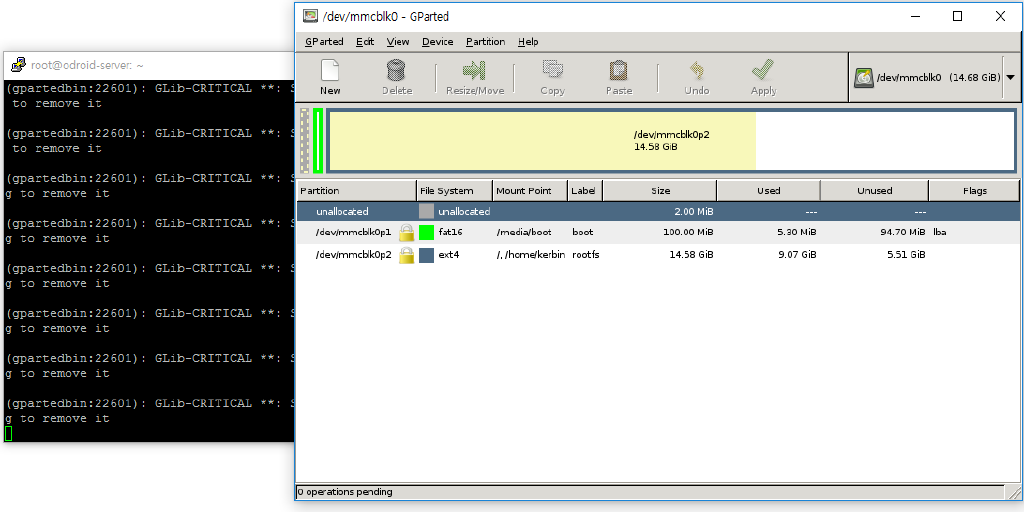 /dev/mmcblk0 - GParted
GParted Edit View Device Partition Help
New Delete Resize/Move Copy Paste Undo Apply
/dev/mmcblk0 (14.68 GiB)
/dev/mmcblk0p2
14.58 GiB
Partition File System Mount Point Label Size Used Unused Flags
unallocated unallocated 2.00 MiB --- ---
/dev/mmcblk0p1 fat16 /media/boot boot 100.00 MiB 5.30 MiB 94.70 MiB lba
/dev/mmcblk0p2 ext4 /, /home/kerbin rootfs 14.58 GiB 9.07 GiB 5.51 GiB
0 operations pending
root@odroid-server: ~
(gpartedbin:22601): GLib-CRITICAL **: S
to remove it
(gpartedbin:22601): GLib-CRITICAL **: S
to remove it
(gpartedbin:22601): GLib-CRITICAL **: S
g to remove it
(gpartedbin:22601): GLib-CRITICAL **: S
g to remove it
(gpartedbin:22601): GLib-CRITICAL **: S
g to remove it
(gpartedbin:22601): GLib-CRITICAL **: S
g to remove it
(gpartedbin:22601): GLib-CRITICAL **: S
g to remove it
(gpartedbin:22601): GLib-CRITICAL **: S
g to remove it